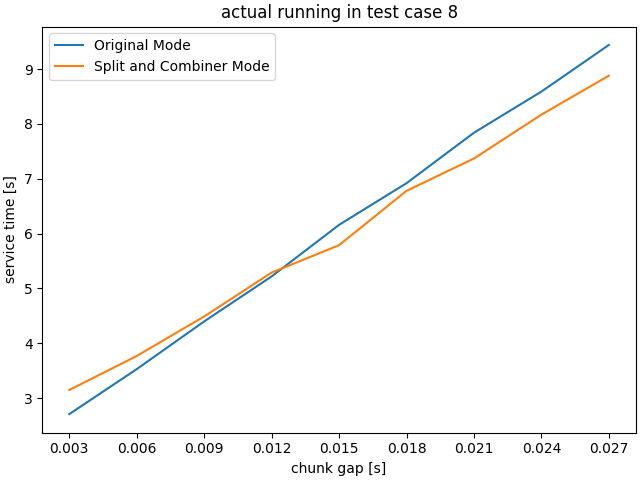 actual running in test case 8
Original Mode
Split and Combiner Mode
9
8
7
6
5
4
3
service time [s]
0.003 0.006 0.009 0.012 0.015 0.018 0.021 0.024 0.027
chunk gap [s]